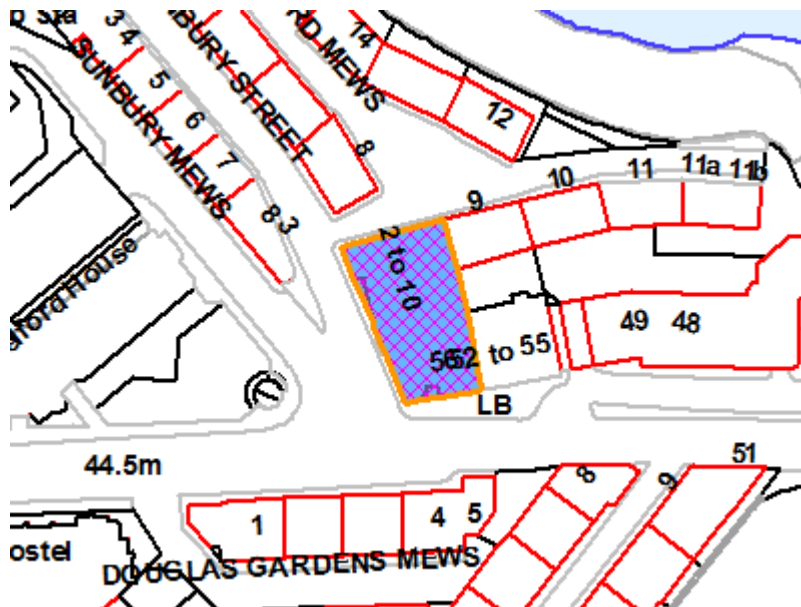 3
4
5
6
7
8
3
SUNBURY MEWS
BURY STREET
RD MEWS
14
12
8
9
10
11
11a
11b
2 to 10
56
52 to 55
49
48
LB
ford House
44.5m
1
4
5
8
9
51
ostel
DOUGLAS GARDENS MEWS